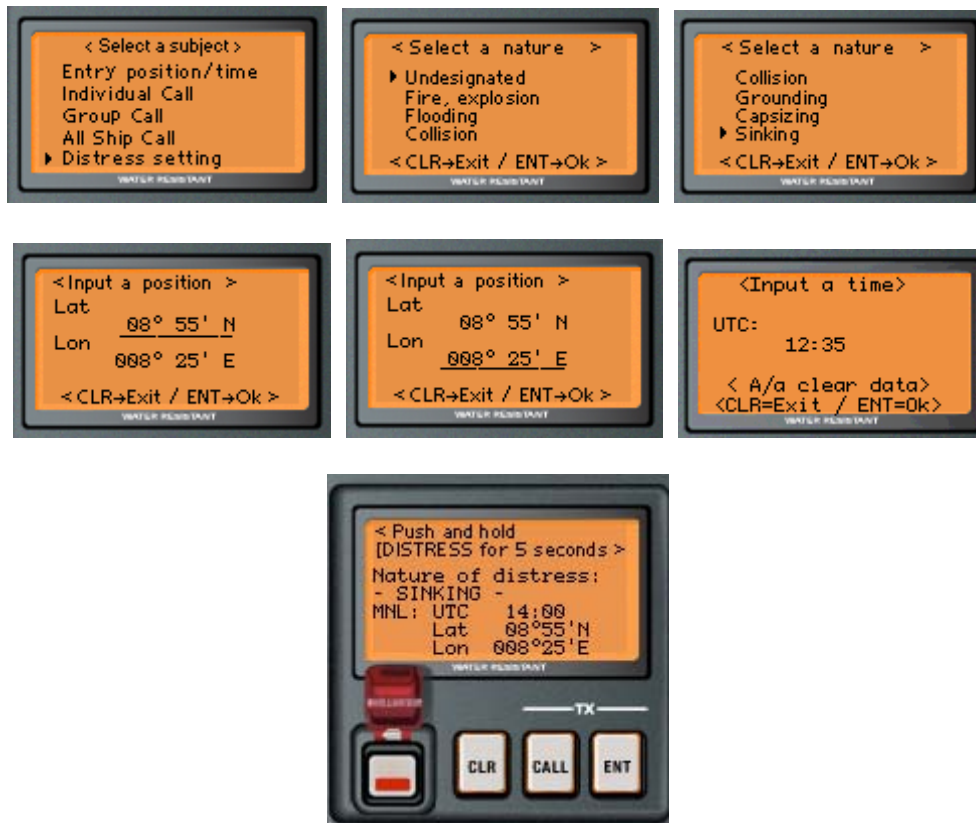 < Select a subject >
Entry position/time
Individual Call
Group Call
All Ship Call
Distress setting
WATER RESISTANT
< Select a nature >
Undesignated
Fire, explosion
Flooding
Collision
< CLR→Exit / ENT→Ok >
WATER RESISTANT
< Select a nature >
Collision
Grounding
Capsizing
Sinking
< CLR→Exit / ENT→Ok >
WATER RESISTANT
<Input a position >
Lat
08° 55' N
Lon
008° 25' E
< CLR→Exit / ENT→Ok >
WATER RESISTANT
<Input a position >
Lat
08° 55' N
Lon
008° 25' E
< CLR→Exit / ENT→Ok >
WATER RESISTANT
<Input a time>
UTC:
12:35
< A/a clear data>
<CLR=Exit / ENT=Ok>
WATER RESISTANT
< Push and hold
[DISTRESS for 5 seconds >
Nature of distress:
- SINKING -
MNL: UTC 14:00
Lat 08°55'N
Lon 008°25'E
WATER RESISTANT
TX
CLR CALL ENT